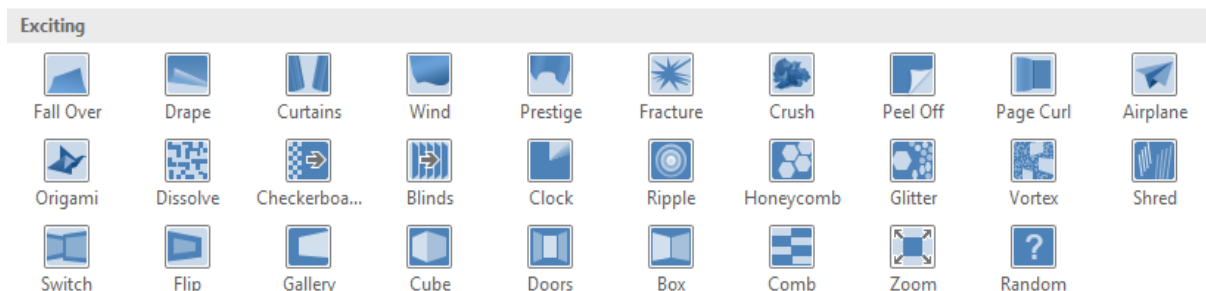 Exciting
Fall Over Drape Curtains Wind Prestige Fracture Crush Peel Off Page Curl Airplane
Origami Dissolve Checkerboa... Blinds Clock Ripple Honeycomb Glitter Vortex Shred
?
Switch Flip Gallery Cube Doors Box Comb Zoom Random